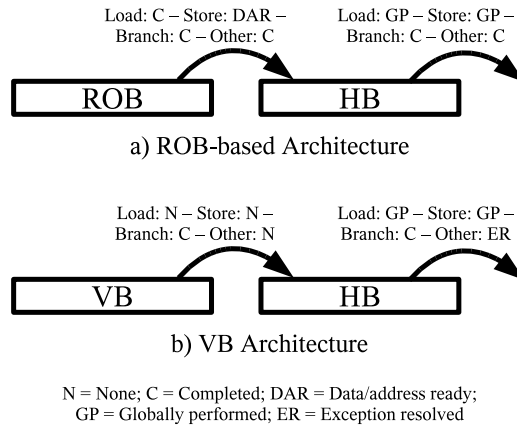 Load: C – Store: DAR –
Branch: C – Other: C
Load: GP – Store: GP –
Branch: C – Other: C
ROB
HB
a) ROB-based Architecture
Load: N – Store: N –
Branch: C – Other: N
Load: GP – Store: GP –
Branch: C – Other: ER
VB
HB
b) VB Architecture
N = None; C = Completed; DAR = Data/address ready;
GP = Globally performed; ER = Exception resolved